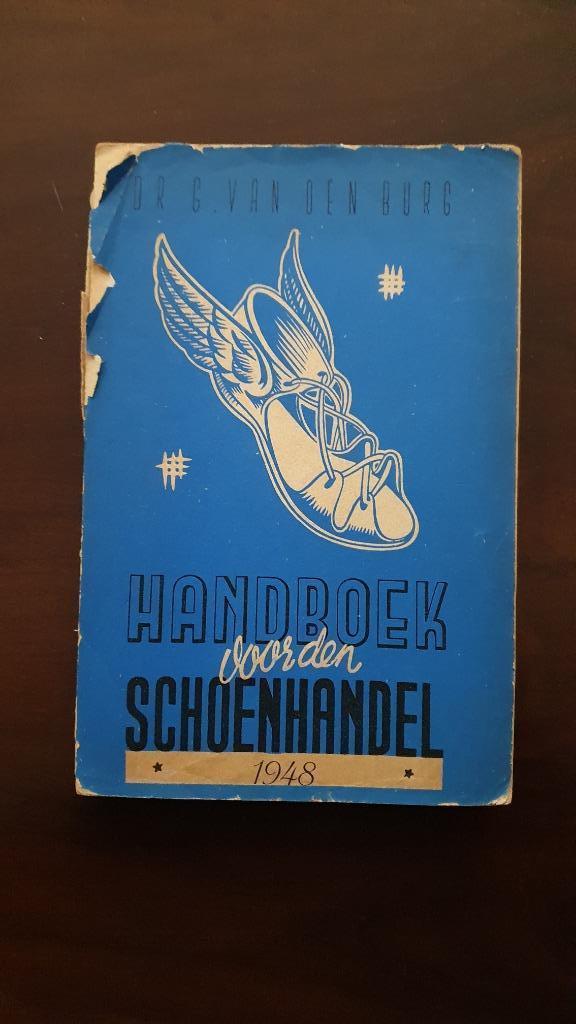 DR G. VAN DEN BURG
HANDBOEK
voor den
SCHOENHANDEL
1948